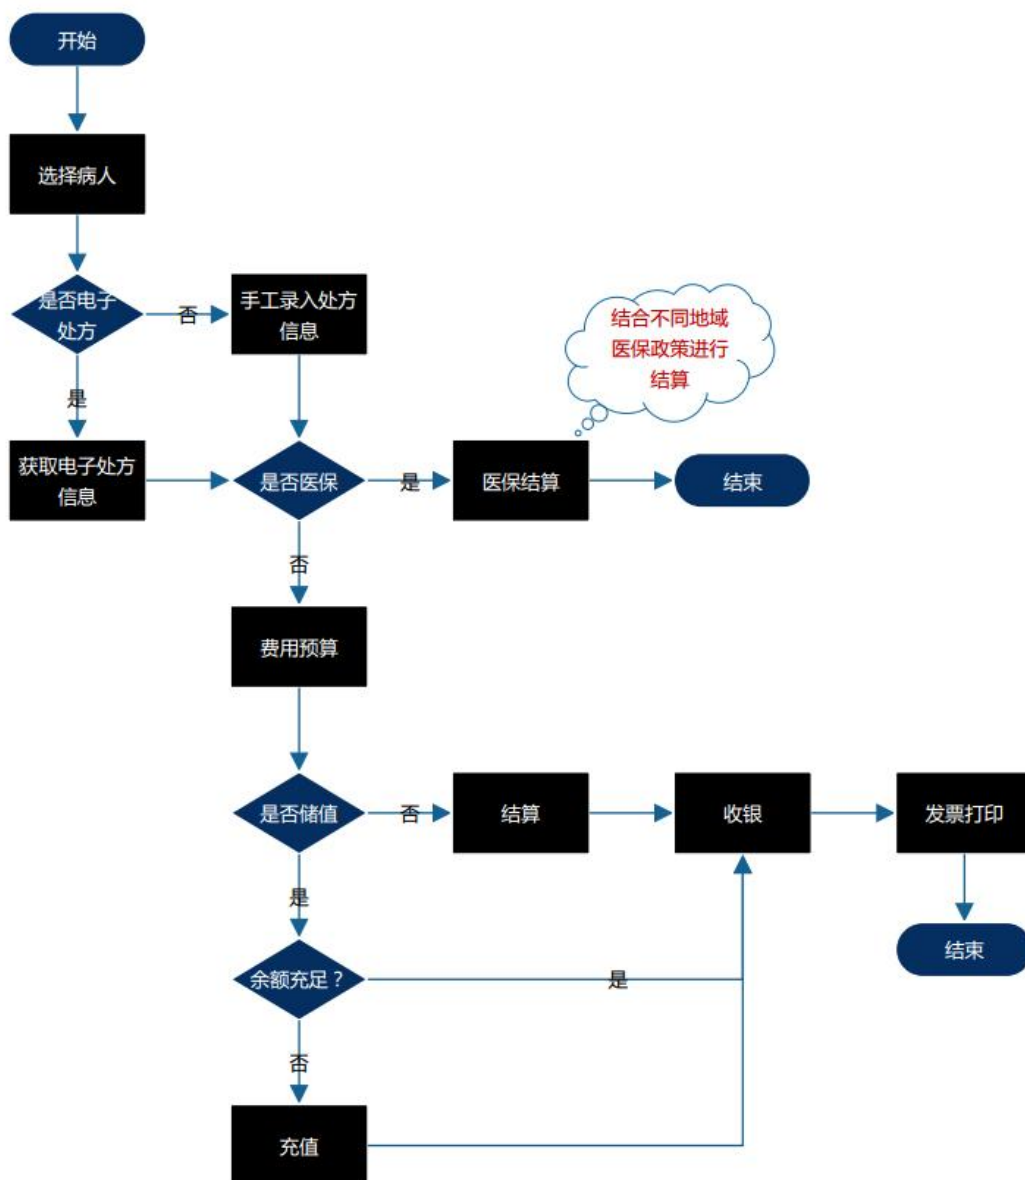 开始
选择病人
是否电子
处方
否
手工录入处方
信息
结合不同地域
医保政策进行
结算
是
获取电子处方
信息
是否医保
是
医保结算
结束
否
费用预算
是否储值
否
结算
收银
发票打印
是
结束
余额充足？
是
否
充值